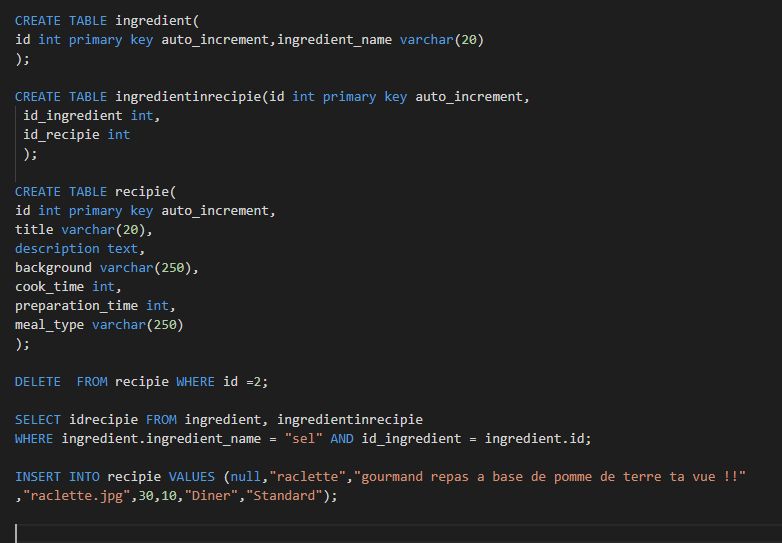 CREATE TABLE ingredient(
id int primary key auto_increment,ingredient_name varchar(20)
);
CREATE TABLE ingredientinrecipie(id int primary key auto_increment,
id_ingredient int,
id_recipie int
);
CREATE TABLE recipie(
id int primary key auto_increment,
title varchar(20),
description text,
background varchar(250),
cook_time int,
preparation_time int,
meal_type varchar(250)
);
DELETE  FROM recipie WHERE id =2;
SELECT idrecipie FROM ingredient, ingredientinrecipie
WHERE ingredient.ingredient_name = "sel" AND id_ingredient = ingredient.id;
INSERT INTO recipie VALUES (null,"raclette","gourmand repas a base de pomme de terre ta vue !!"
,"raclette.jpg",30,10,"Diner","Standard");